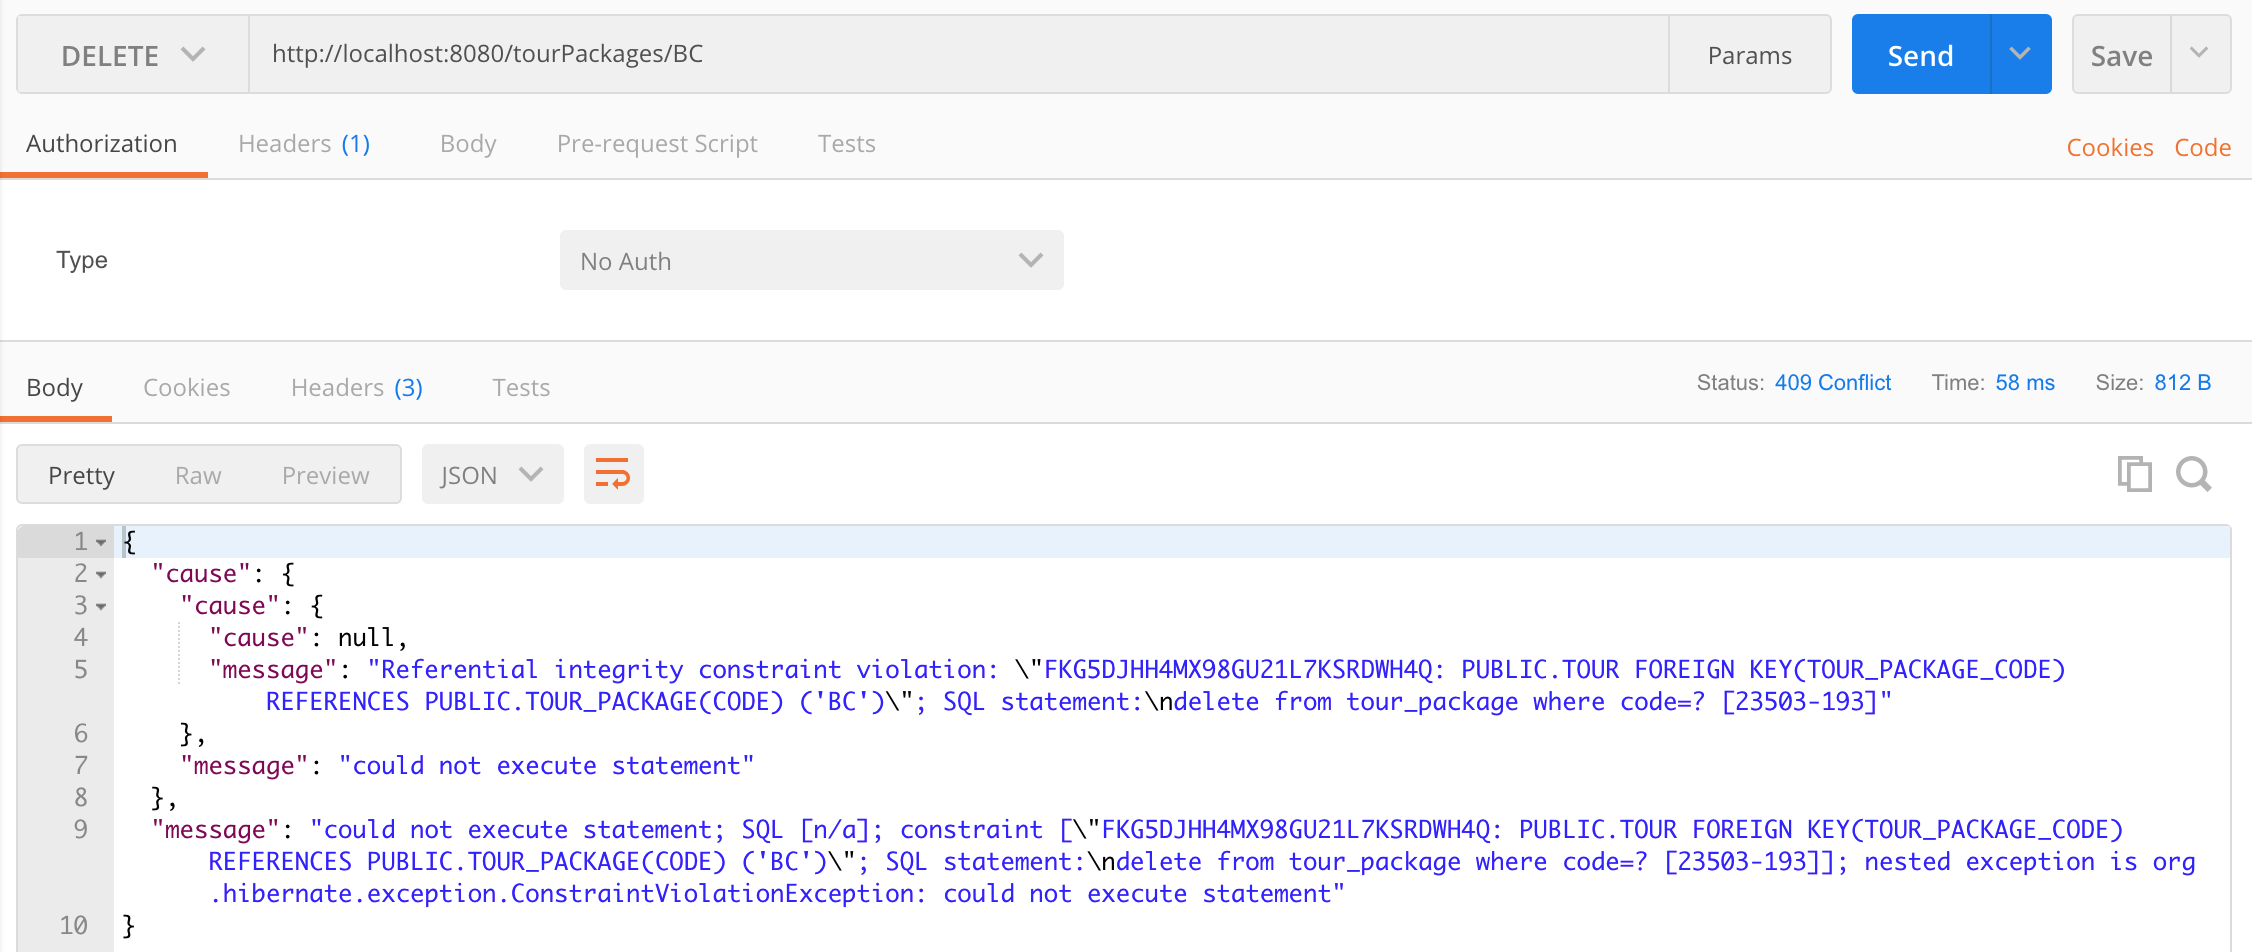 DELETE http://localhost:8080/tourPackages/BC Params Send Save
Authorization Headers (1) Body Pre-request Script Tests Cookies Code
Type No Auth
Body Cookies Headers (3) Tests Status: 409 Conflict Time: 58 ms Size: 812 B
Pretty Raw Preview JSON
1 {
2 "cause": {
3 "cause": {
4 "cause": null,
5 "message": "Referential integrity constraint violation: \"FKG5DJHH4MX98GU21L7KSRDWH4Q: PUBLIC.TOUR FOREIGN KEY(TOUR_PACKAGE_CODE)
REFERENCES PUBLIC.TOUR_PACKAGE(CODE) ('BC')\"; SQL statement:\ndelete from tour_package where code=? [23503-193]"
6 },
7 "message": "could not execute statement"
8 },
9 "message": "could not execute statement; SQL [n/a]; constraint [\"FKG5DJHH4MX98GU21L7KSRDWH4Q: PUBLIC.TOUR FOREIGN KEY(TOUR_PACKAGE_CODE)
REFERENCES PUBLIC.TOUR_PACKAGE(CODE) ('BC')\"; SQL statement:\ndelete from tour_package where code=? [23503-193]]; nested exception is org
.hibernate.exception.ConstraintViolationException: could not execute statement"
10 }